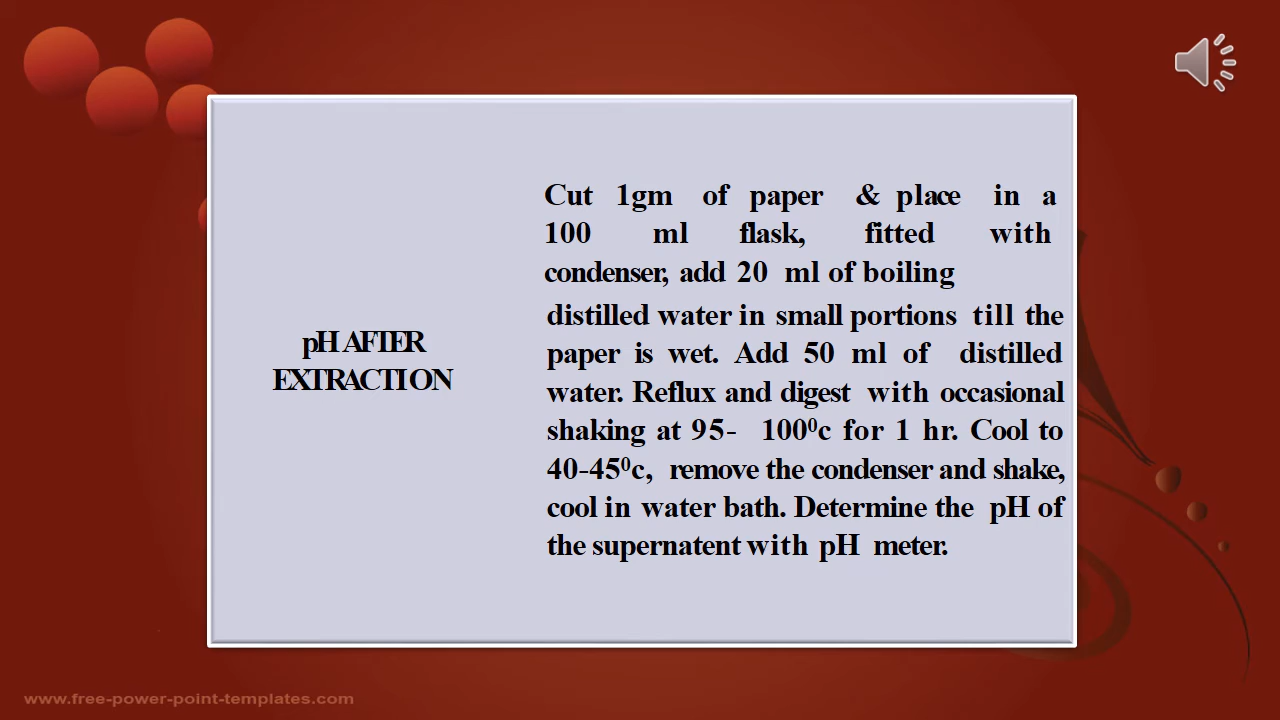 Cut 1gm of paper & place in a
100 ml flask, fitted with
condenser, add 20 ml of boiling
distilled water in small portions till the
paper is wet. Add 50 ml of distilled
water. Reflux and digest with occasional
shaking at 95- 100⁰c for 1 hr. Cool to
40-45⁰c, remove the condenser and shake,
cool in water bath. Determine the pH of
the supernatent with pH meter.
pH AFTER
EXTRACTION
www.free-power-point-templates.com